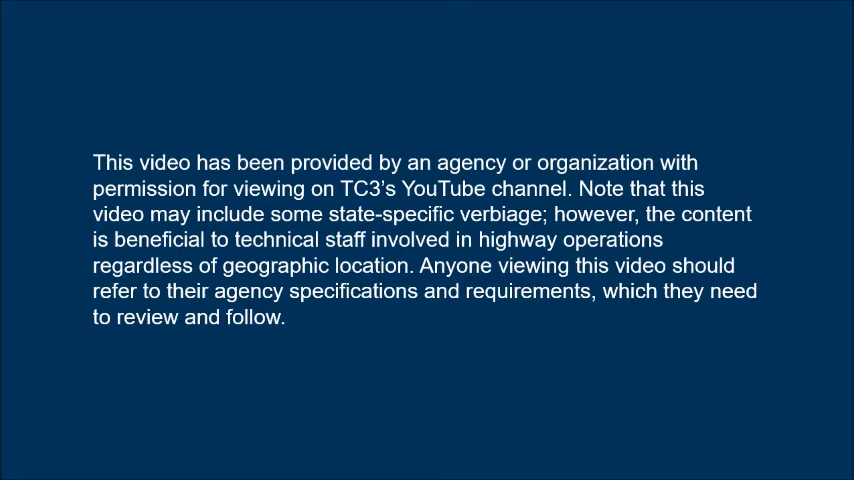 This video has been provided by an agency or organization with
permission for viewing on TC3’s YouTube channel. Note that this
video may include some state-specific verbiage; however, the content
is beneficial to technical staff involved in highway operations
regardless of geographic location. Anyone viewing this video should
refer to their agency specifications and requirements, which they need
to review and follow.